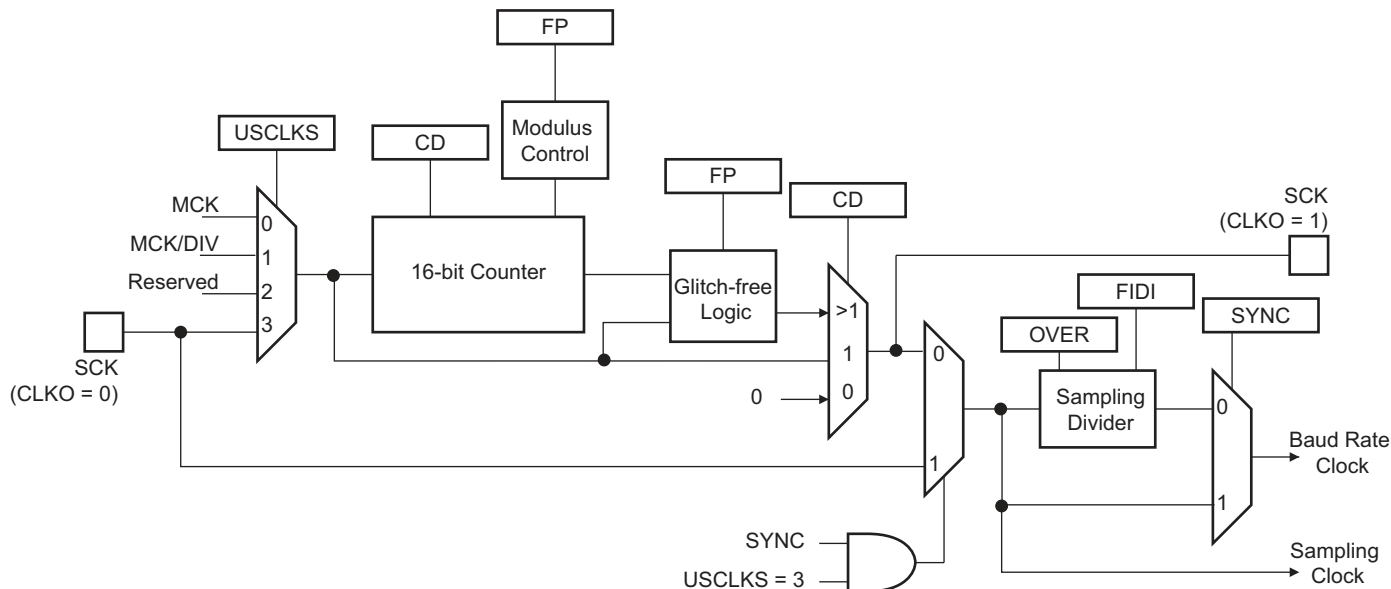 FP
USCLKS
CD
Modulus
Control
FP
CD
SCK
(CLKO = 1)
MCK
0
MCK/DIV
1
Reserved
2
3
16-bit Counter
Glitch-free
Logic
>1
1
0
0
SCK
(CLKO = 0)
FIDI
OVER
SYNC
0
1
Sampling
Divider
0
1
Baud Rate
Clock
SYNC
USCLKS = 3
Sampling
Clock